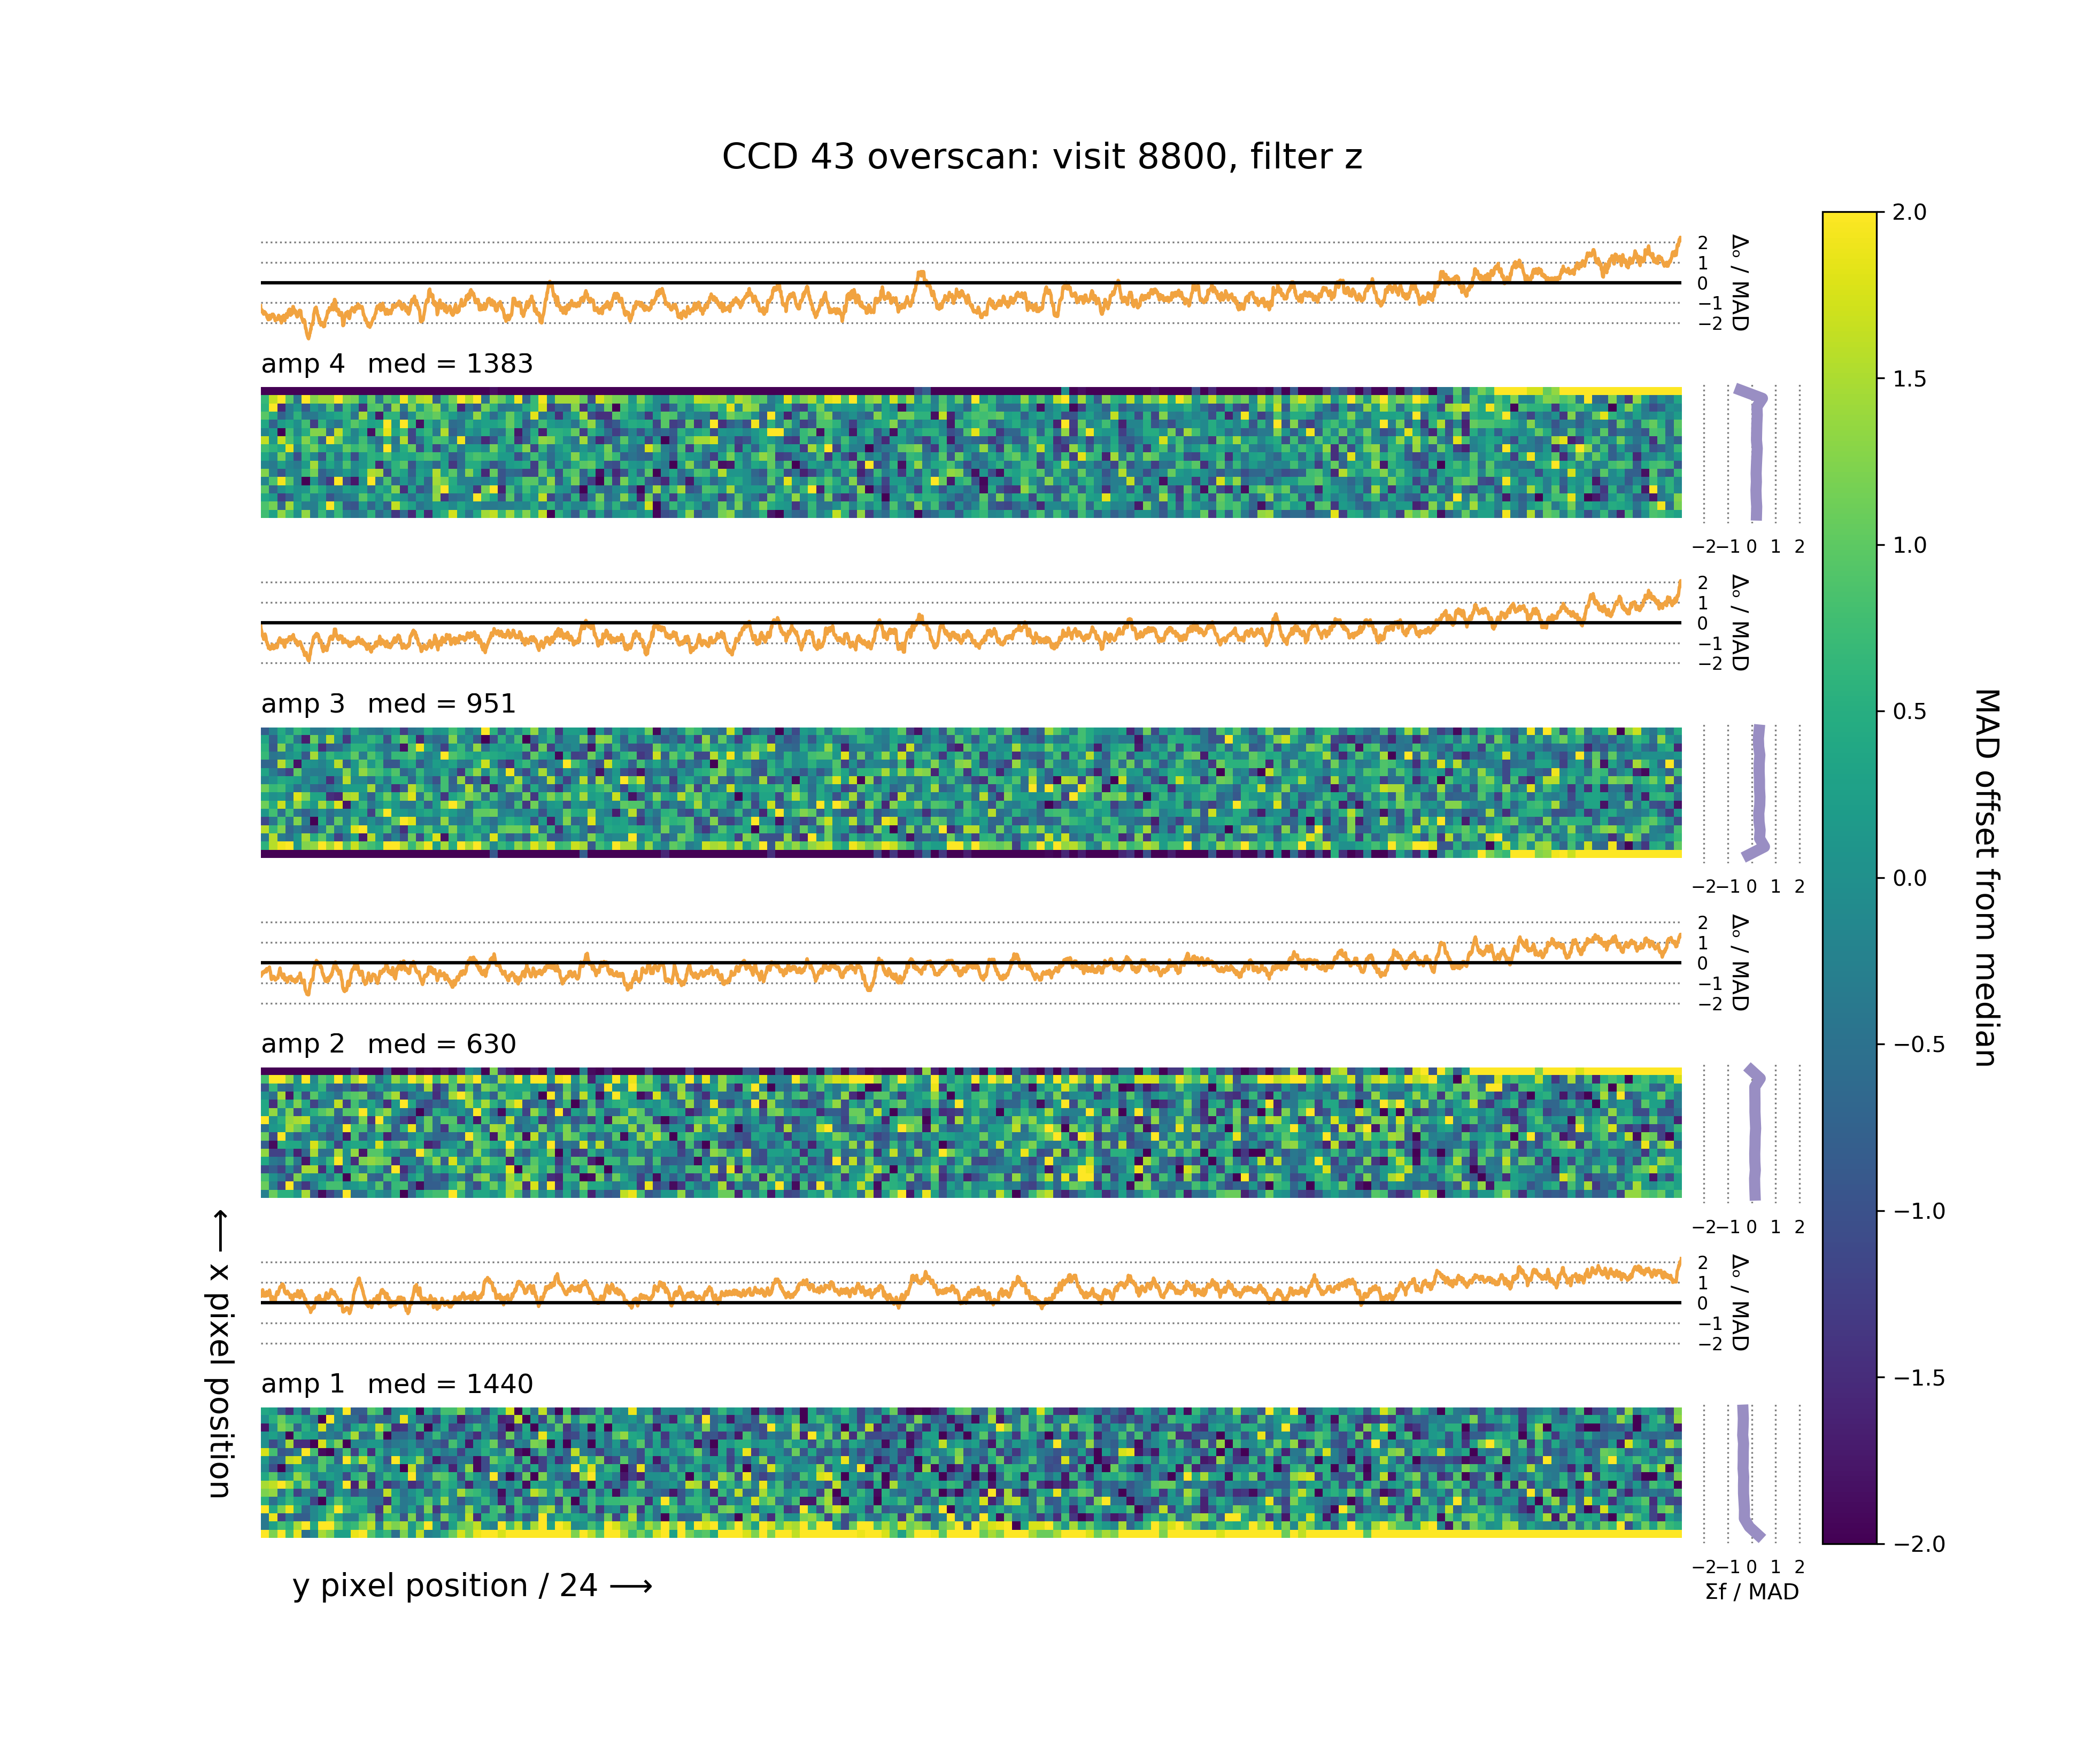 CCD 43 overscan: visit 8800, filter z
2
1
0
−1
−2
Δₒ / MAD
amp 4 med = 1383
−2 −1 0 1 2
2
1
0
−1
−2
Δₒ / MAD
amp 3 med = 951
−2 −1 0 1 2
2
1
0
−1
−2
Δₒ / MAD
amp 2 med = 630
−2 −1 0 1 2
2
1
0
−1
−2
Δₒ / MAD
amp 1 med = 1440
−2 −1 0 1 2
Σf / MAD
⟵ x pixel position
y pixel position / 24 ⟶
2.0
1.5
1.0
0.5
0.0
−0.5
−1.0
−1.5
−2.0
MAD offset from median